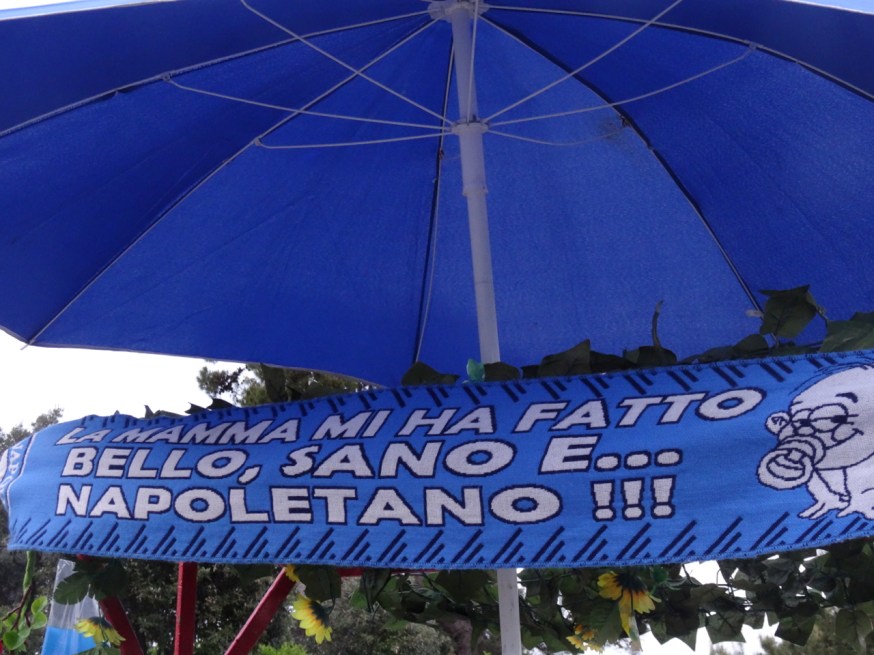 LA MAMMA MI HA FATTO
BELLO, SANO E...
NAPOLETANO !!!